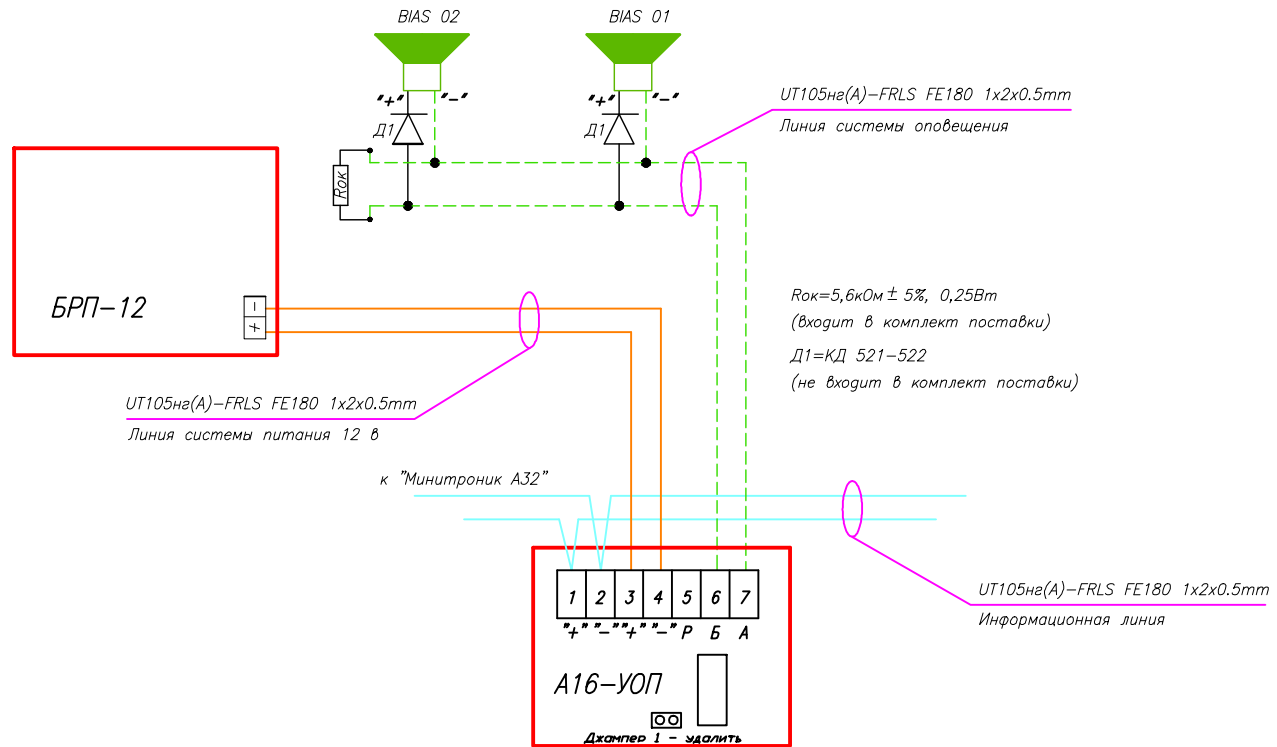 BIAS 02
BIAS 01
"+" "-"
"+" "-"
Д1
Д1
UT105нг(А)-FRLS FE180 1x2x0.5mm
Линия системы оповещения
Rок
БРП-12
-
+
Rок=5,6кОм ± 5%, 0,25Вт
(входит в комплект поставки)
Д1=КД 521-522
(не входит в комплект поставки)
UT105нг(А)-FRLS FE180 1x2x0.5mm
Линия системы питания 12 в
к "Минитроник А32"
UT105нг(А)-FRLS FE180 1x2x0.5mm
Информационная линия
1 2 3 4 5 6 7
"+" "-" "+" "-" Р Б А
А16-УОП
Джампер 1 - удалить